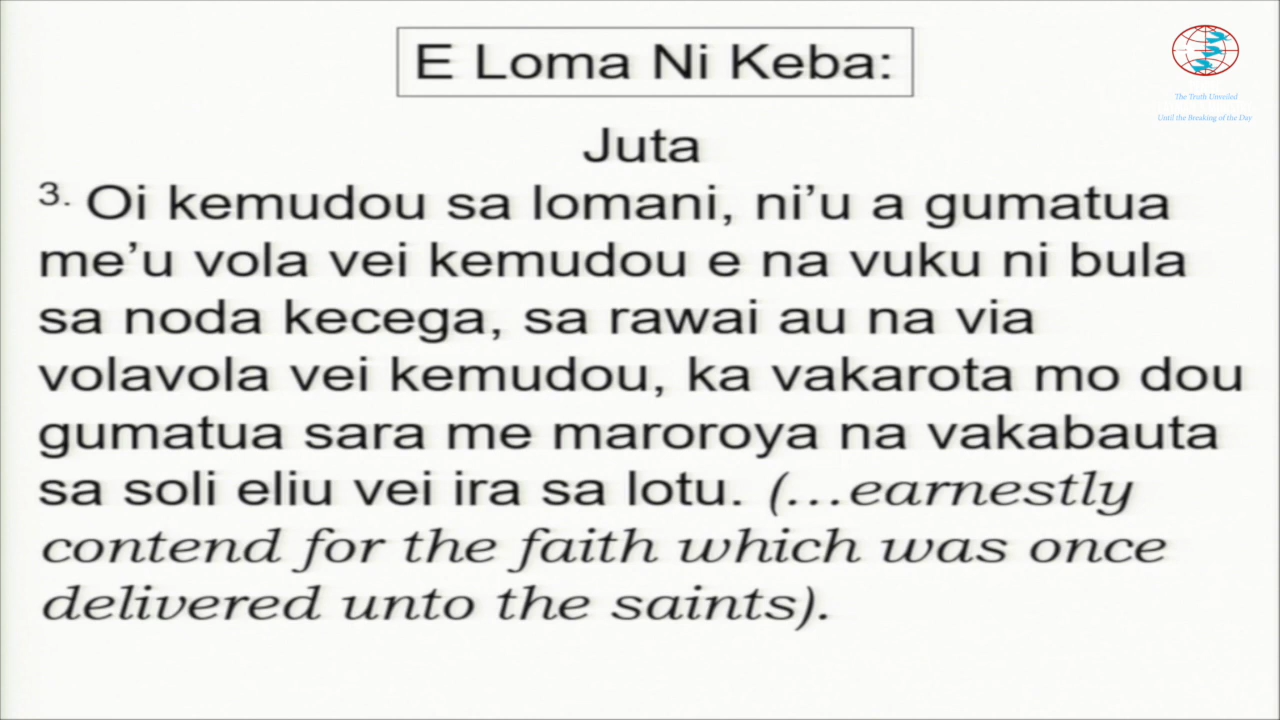 E Loma Ni Keba:
The Truth Unveiled
Until the Breaking of the Day
Juta
3. Oi kemudou sa lomani, ni’u a gumatua
me’u vola vei kemudou e na vuku ni bula
sa noda kecega, sa rawai au na via
volavola vei kemudou, ka vakarota mo dou
gumatua sara me maroroya na vakabauta
sa soli eliu vei ira sa lotu. (…earnestly
contend for the faith which was once
delivered unto the saints).